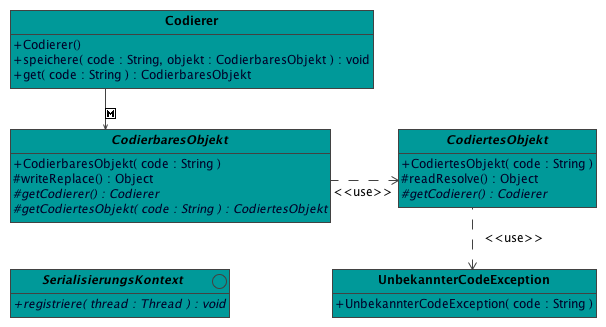 Codierer
+Codierer()
+speichere( code : String, objekt : CodierbaresObjekt ) : void
+get( code : String ) : CodierbaresObjekt
M
CodierbaresObjekt
+CodierbaresObjekt( code : String )
#writeReplace() : Object
#getCodierer() : Codierer
#getCodiertesObjekt( code : String ) : CodiertesObjekt
<<use>>
CodiertesObjekt
+CodiertesObjekt( code : String )
#readResolve() : Object
#getCodierer() : Codierer
<<use>>
SerialisierungsKontext
+registriere( thread : Thread ) : void
UnbekannterCodeException
+UnbekannterCodeException( code : String )